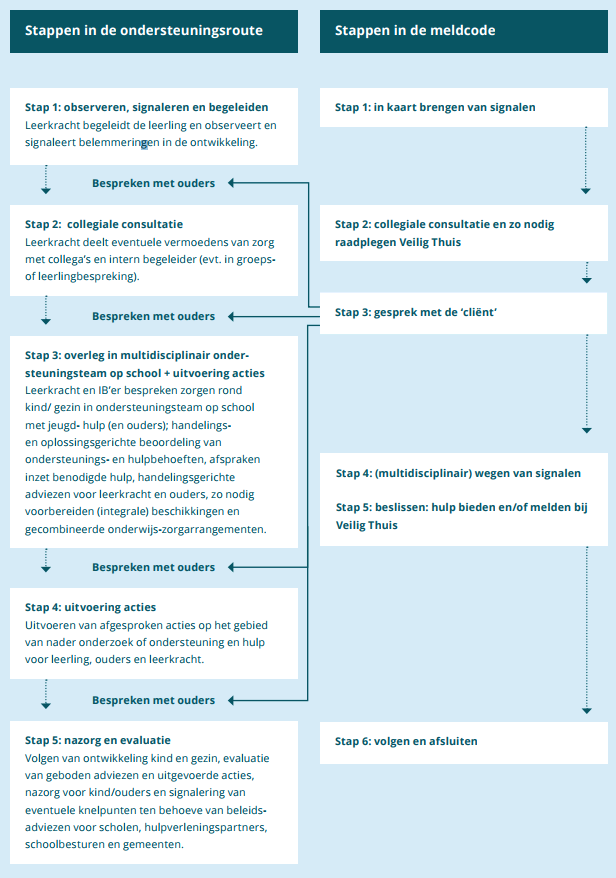 Stappen in de ondersteuningsroute
Stappen in de meldcode
Stap 1: observeren, signaleren en begeleiden
Leerkracht begeleidt de leerling en observeert en
signaleert belemmeringen in de ontwikkeling.
Stap 1: in kaart brengen van signalen
Bespreken met ouders
Stap 2: collegiale consultatie
Leerkracht deelt eventuele vermoedens van zorg
met collega's en intern begeleider (evt. in groeps-
of leerlingbespreking).
Stap 2: collegiale consultatie en zo nodig
raadplegen Veilig Thuis
Bespreken met ouders
Stap 3: gesprek met de ‘cliënt’
Stap 3: overleg in multidisciplinair onder-
steuningsteam op school + uitvoering acties
Leerkracht en IB'er bespreken zorgen rond
kind/ gezin in ondersteuningsteam op school
met jeugd- hulp (en ouders); handelings-
en oplossingsgerichte beoordeling van
ondersteunings- en hulpbehoeften, afspraken
inzet benodigde hulp, handelingsgerichte
adviezen voor leerkracht en ouders, zo nodig
voorbereiden (integrale) beschikkingen en
gecombineerde onderwijs-zorgarrangementen.
Stap 4: (multidisciplinair) wegen van signalen
Stap 5: beslissen: hulp bieden en/of melden bij
Veilig Thuis
Bespreken met ouders
Stap 4: uitvoering acties
Uitvoeren van afgesproken acties op het gebied
van nader onderzoek of ondersteuning en hulp
voor leerling, ouders en leerkracht.
Bespreken met ouders
Stap 5: nazorg en evaluatie
Volgen van ontwikkeling kind en gezin, evaluatie
van geboden adviezen en uitgevoerde acties,
nazorg voor kind/ouders en signalering van
eventuele knelpunten ten behoeve van beleids-
adviezen voor scholen, hulpverleningspartners,
schoolbesturen en gemeenten.
Stap 6: volgen en afsluiten